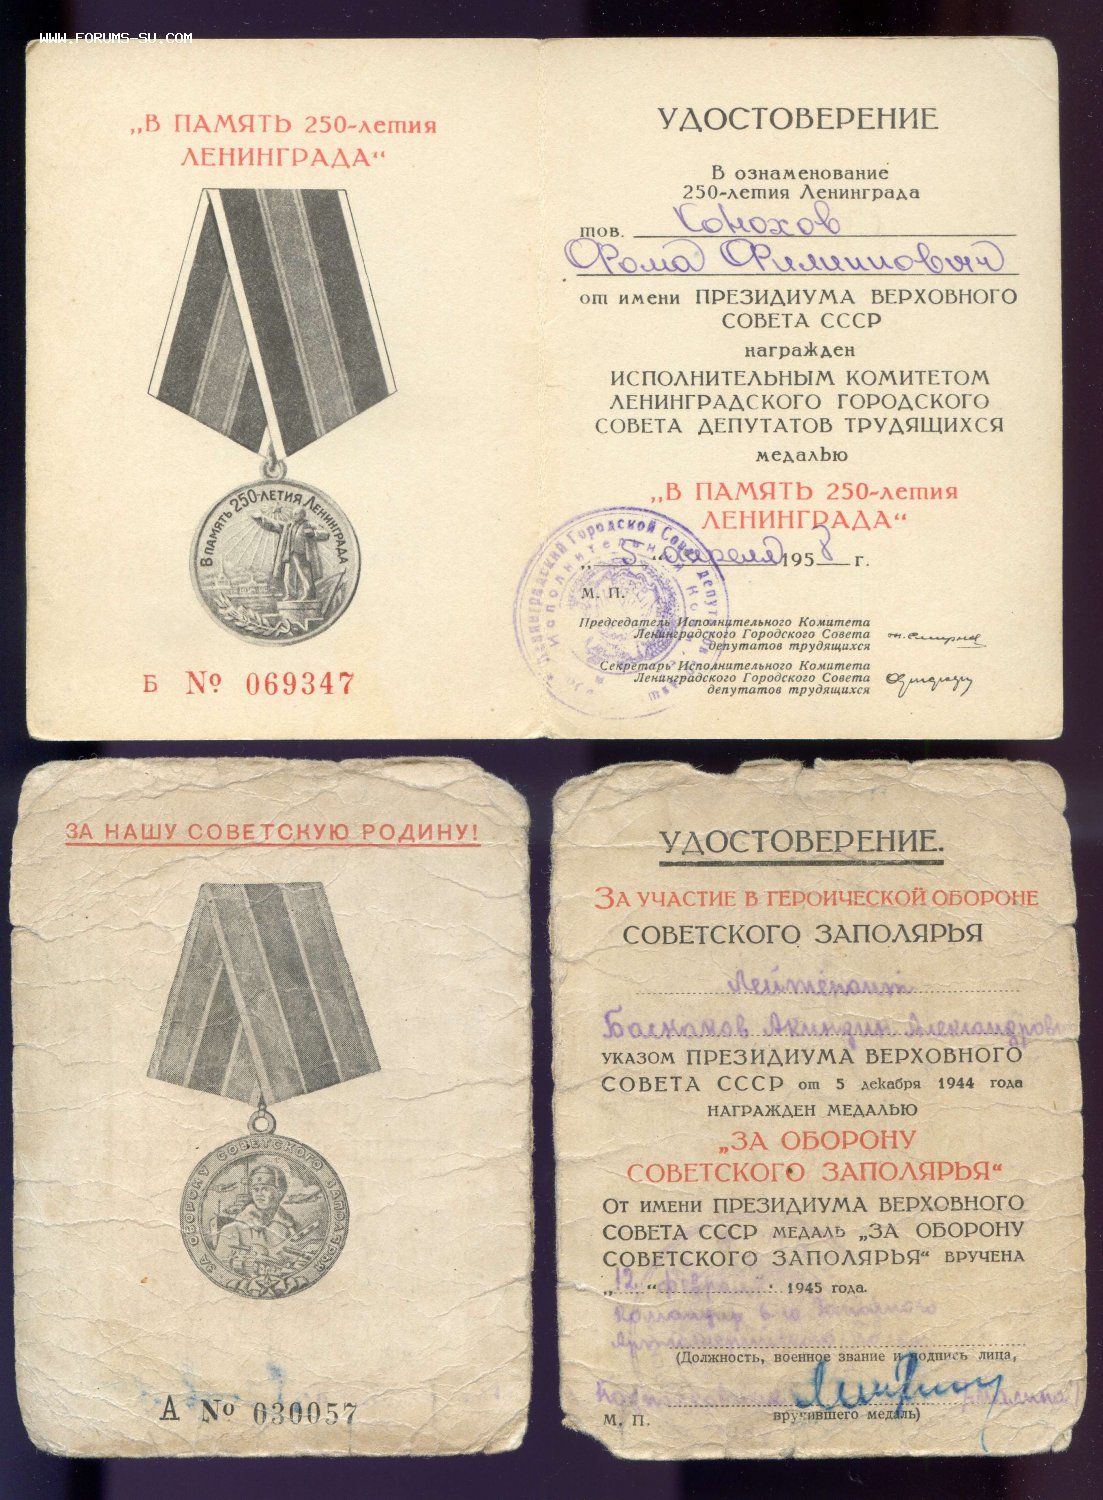 WWW.FORUMS-SU.COM
„В ПАМЯТЬ 250-летия
ЛЕНИНГРАДА“
В ПАМЯТЬ 250-ЛЕТИЯ ЛЕНИНГРАДА
Б № 069347
УДОСТОВЕРЕНИЕ
В ознаменование
250-летия Ленинграда
тов. Конохов
Фома Филиппович
от имени ПРЕЗИДИУМА ВЕРХОВНОГО
СОВЕТА СССР
награжден
ИСПОЛНИТЕЛЬНЫМ КОМИТЕТОМ
ЛЕНИНГРАДСКОГО ГОРОДСКОГО
СОВЕТА ДЕПУТАТОВ ТРУДЯЩИХСЯ
медалью
„В ПАМЯТЬ 250-летия
ЛЕНИНГРАДА“
„5“ апреля 1958 г.
М. П.
Председатель Исполнительного Комитета
Ленинградского Городского Совета
депутатов трудящихся
Секретарь Исполнительного Комитета
Ленинградского Городского Совета
депутатов трудящихся
ЗА НАШУ СОВЕТСКУЮ РОДИНУ!
ЗА ОБОРОНУ СОВЕТСКОГО ЗАПОЛЯРЬЯ
А № 030057
УДОСТОВЕРЕНИЕ.
ЗА УЧАСТИЕ В ГЕРОИЧЕСКОЙ ОБОРОНЕ
СОВЕТСКОГО ЗАПОЛЯРЬЯ
Лейтенант
Баскаков Акиндин Александров
УКАЗОМ ПРЕЗИДИУМА ВЕРХОВНОГО
СОВЕТА СССР от 5 декабря 1944 года
НАГРАЖДЕН МЕДАЛЬЮ
„ЗА ОБОРОНУ
СОВЕТСКОГО ЗАПОЛЯРЬЯ“
ОТ ИМЕНИ ПРЕЗИДИУМА ВЕРХОВНОГО
СОВЕТА СССР МЕДАЛЬ „ЗА ОБОРОНУ
СОВЕТСКОГО ЗАПОЛЯРЬЯ“ ВРУЧЕНА
„12“ февраля 1945 года.
Командир
(Должность, военное звание и подпись лица,
М. П. вручившего медаль)